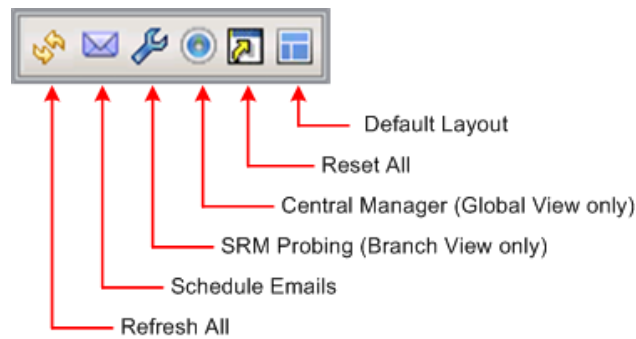 Default Layout
Reset All
Central Manager (Global View only)
SRM Probing (Branch View only)
Schedule Emails
Refresh All